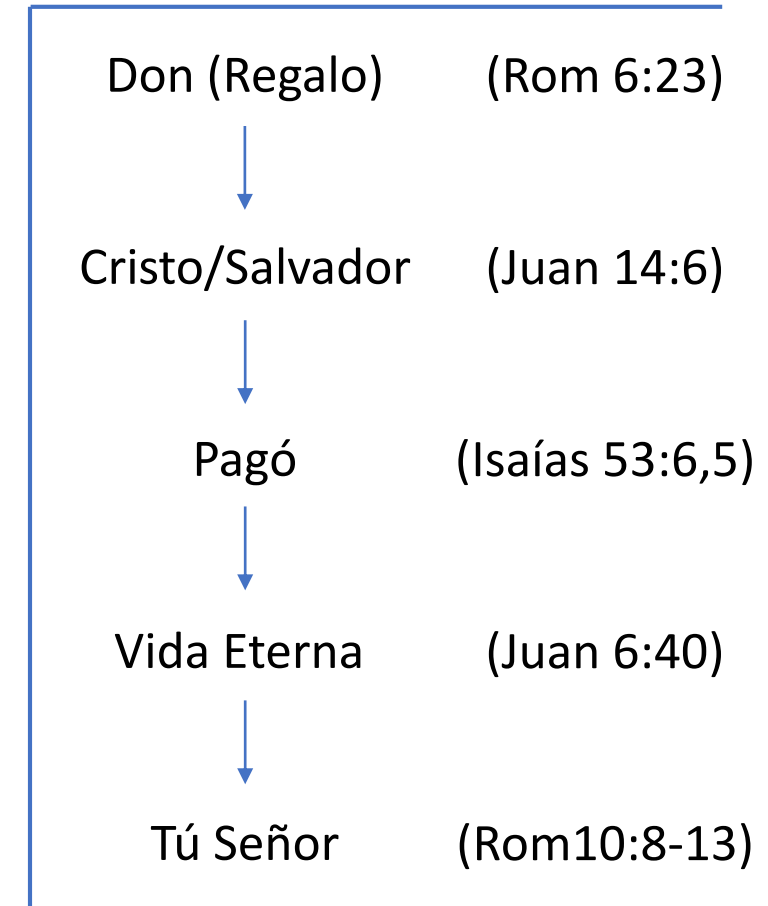 Don (Regalo) (Rom 6:23)
Cristo/Salvador (Juan 14:6)
Pagó (Isaías 53:6,5)
Vida Eterna (Juan 6:40)
Tú Señor (Rom10:8-13)